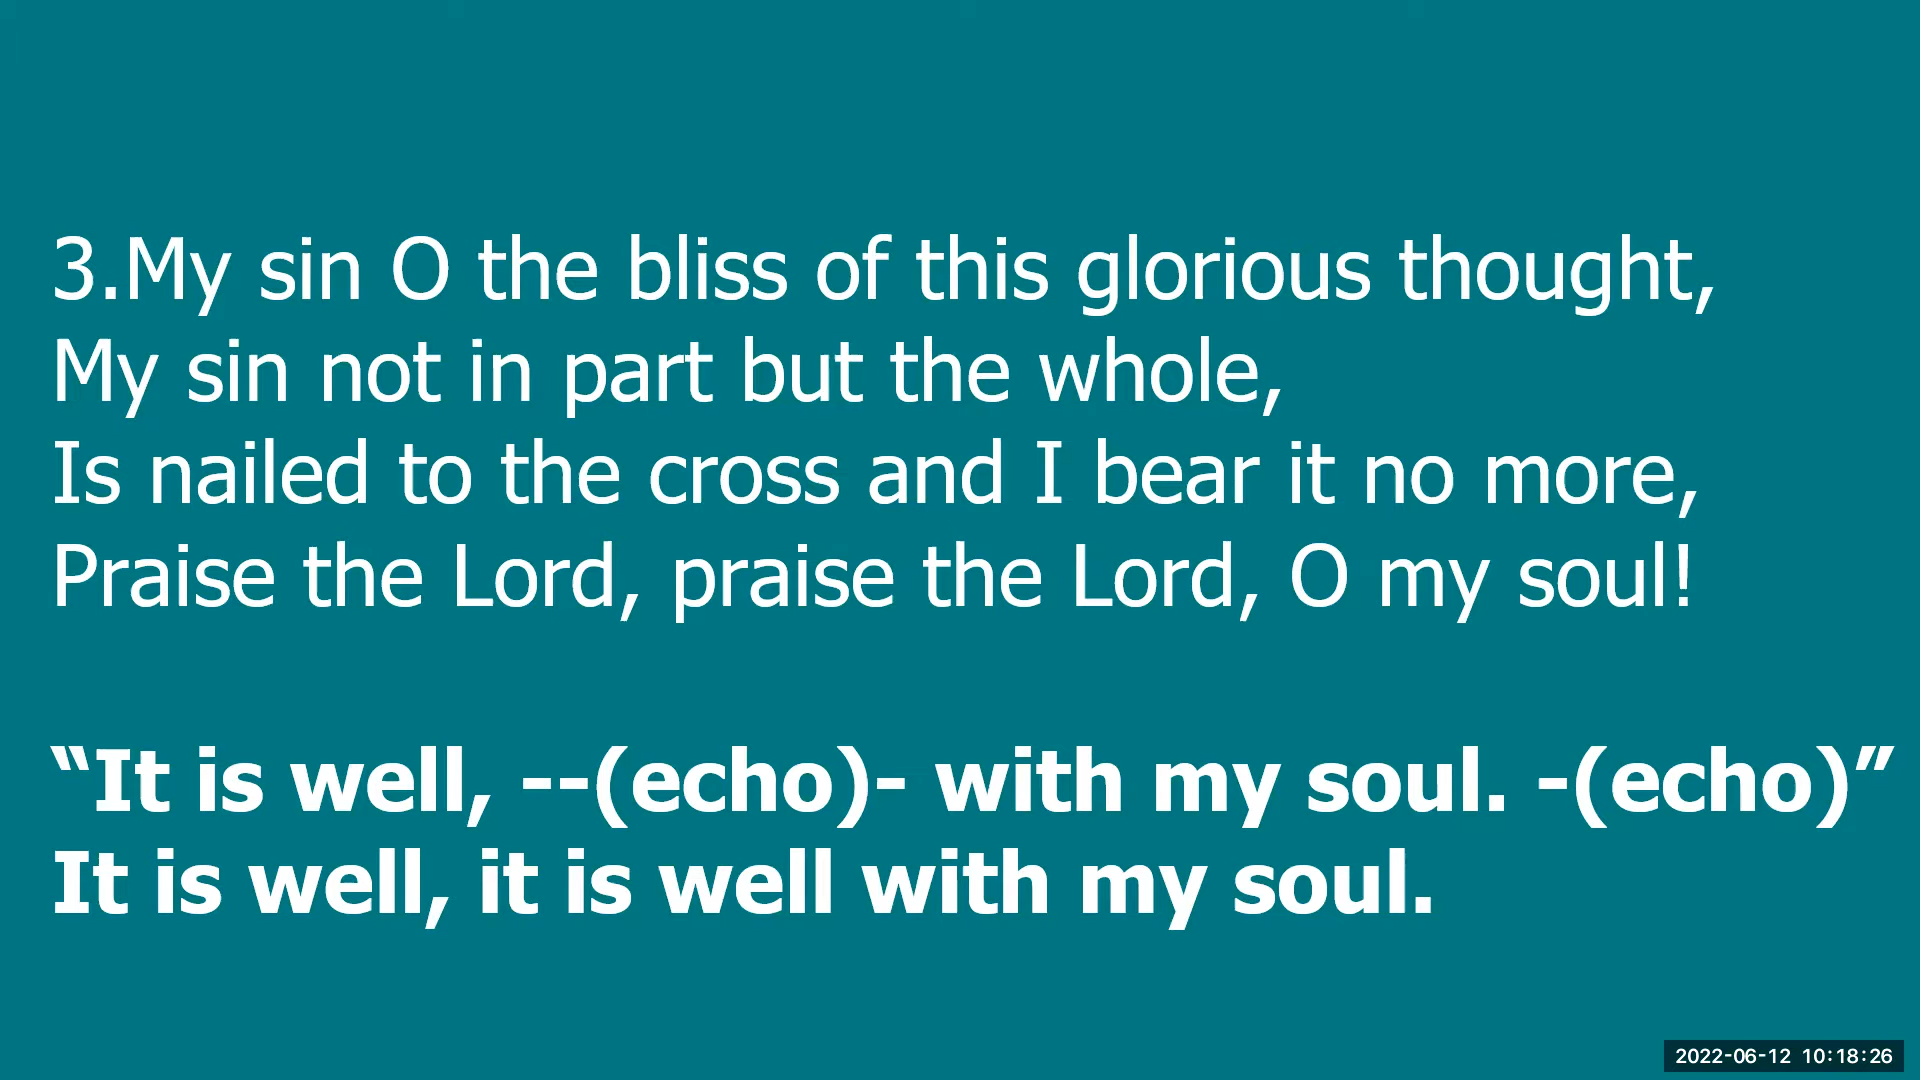 3.My sin O the bliss of this glorious thought,
My sin not in part but the whole,
Is nailed to the cross and I bear it no more,
Praise the Lord, praise the Lord, O my soul!
“It is well, --(echo)- with my soul. -(echo)”
It is well, it is well with my soul.
2022-06-12 10:18:26